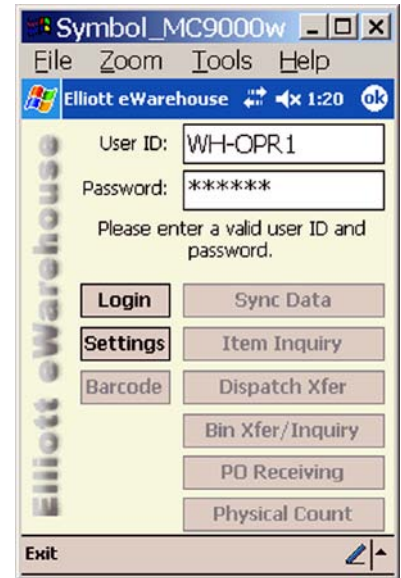 Symbol_MC9000w
File Zoom Tools Help
Elliott eWarehouse 1:20 ok
User ID: WH-OPR1
Password: ******
Please enter a valid user ID and
password.
Login Sync Data
Settings Item Inquiry
Barcode Dispatch Xfer
Bin Xfer/Inquiry
PO Receiving
Physical Count
Elliott eWarehouse
Exit